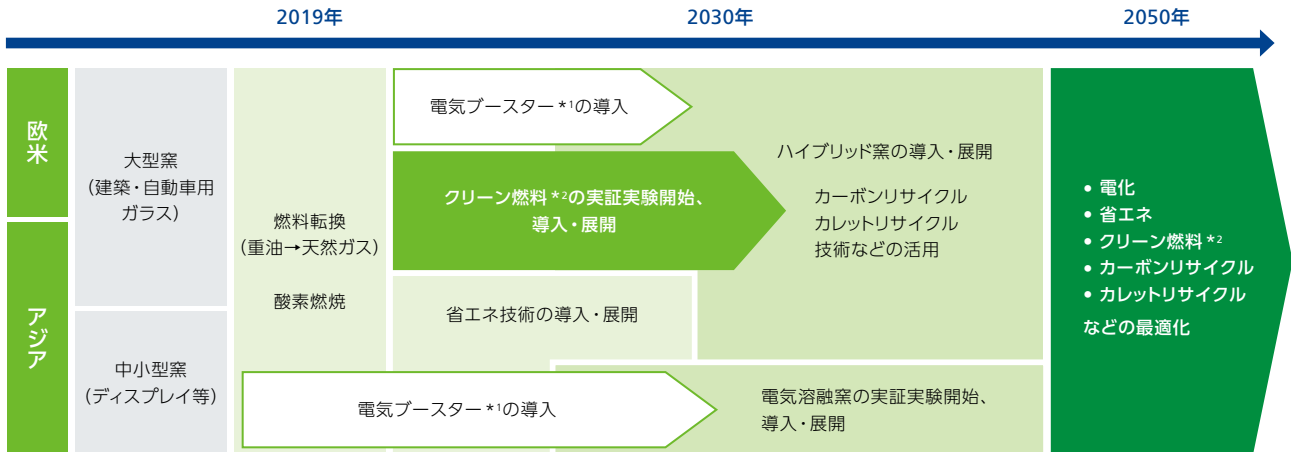 2019年
2030年
2050年
欧米
アジア
大型窯
(建築・自動車用
ガラス)
中小型窯
(ディスプレイ等)
燃料転換
(重油→天然ガス)
酸素燃焼
電気ブースター*1の導入
クリーン燃料*2の実証実験開始、
導入・展開
省エネ技術の導入・展開
電気ブースター*1の導入
ハイブリッド窯の導入・展開
カーボンリサイクル
カレットリサイクル
技術などの活用
電気溶融窯の実証実験開始、
導入・展開
• 電化
• 省エネ
• クリーン燃料*2
• カーボンリサイクル
• カレットリサイクル
などの最適化